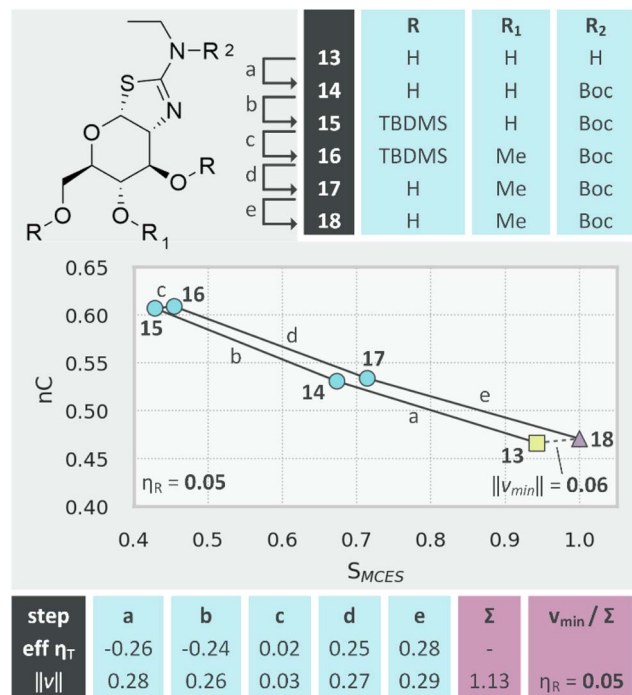 N
R2
S
N
O
O
R
O
R
O
R₁
R R₁ R₂
a 13 H H H
b 14 H H Boc
c 15 TBDMS H Boc
d 16 TBDMS Me Boc
e 17 H Me Boc
18 H Me Boc
0.65
0.60
0.55
0.50
0.45
0.40
nC
c 16
15
d
b
17
14
e
a
13
18
ηR = 0.05
‖vmin‖ = 0.06
0.4 0.5 0.6 0.7 0.8 0.9 1.0
SMCES
step a b c d e Σ vmin / Σ
eff ηT -0.26 -0.24 0.02 0.25 0.28 -
‖v‖ 0.28 0.26 0.03 0.27 0.29 1.13 ηR = 0.05